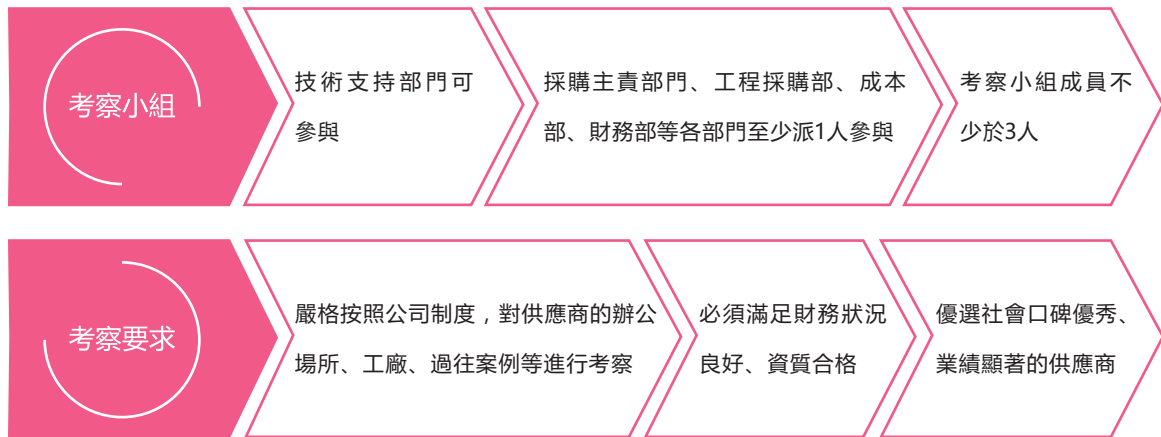 考察小組
技術支持部門可
參與
採購主責部門、工程採購部、成本
部、財務部等各部門至少派1人參與
考察小組成員不
少於3人
考察要求
嚴格按照公司制度，對供應商的辦公
場所、工廠、過往案例等進行考察
必須滿足財務狀況
良好、資質合格
優選社會口碑優秀、
業績顯著的供應商